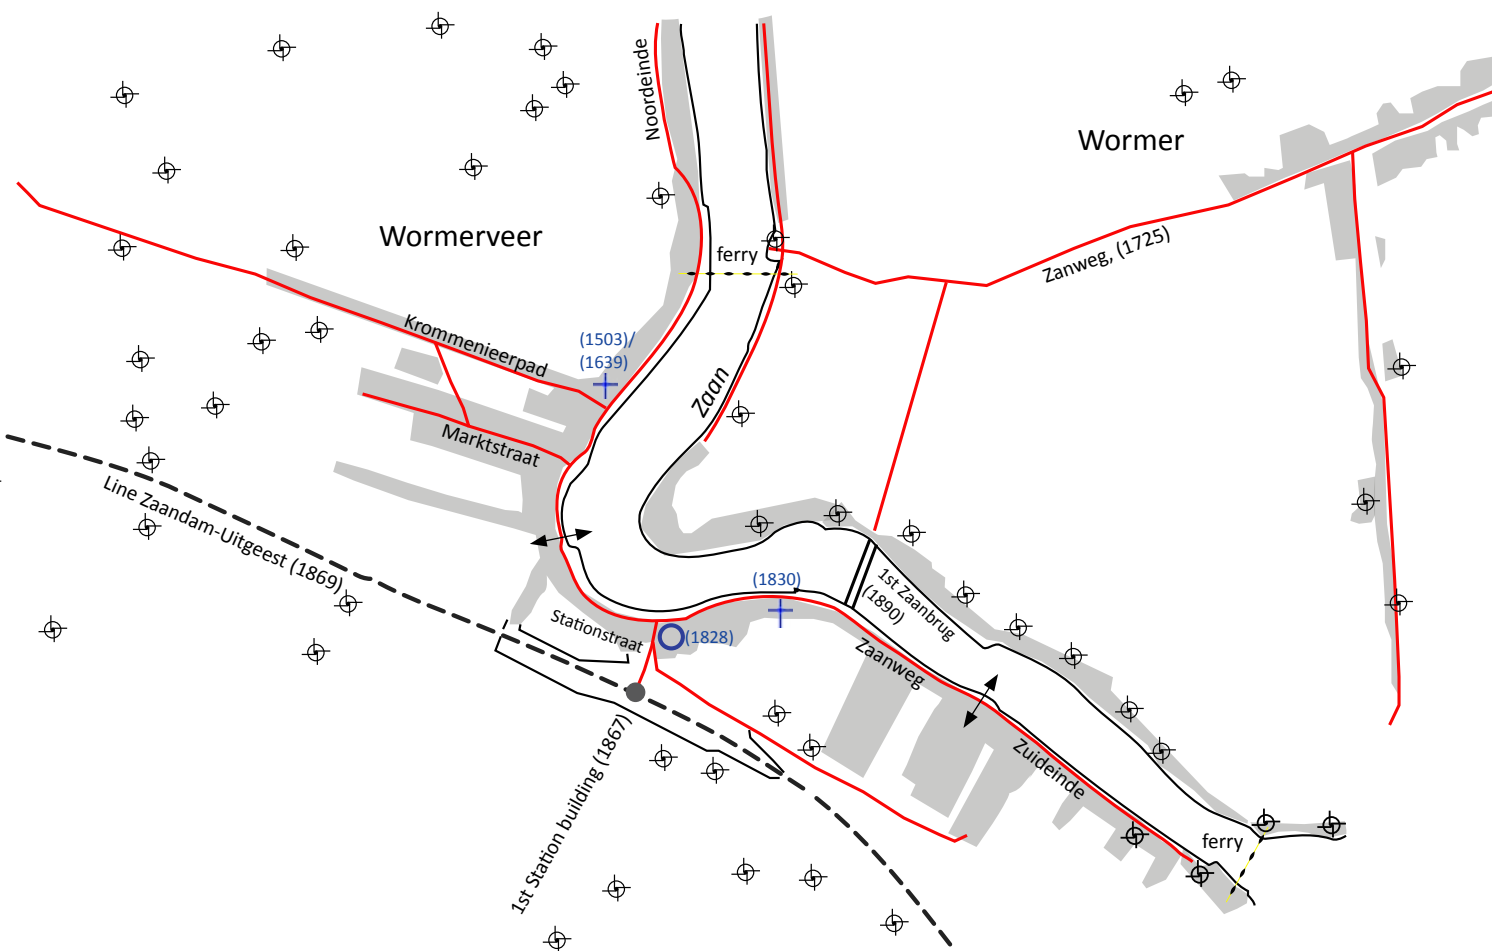 Noordeinde
Wormer
Wormerveer
ferry
Zanweg, (1725)
Krommenieerpad
(1503)/
(1639)
Zaan
Marktstraat
Line Zaandam-Uitgeest (1869)
(1830)
1st Zaanbrug
(1890)
Stationstraat
(1828)
Zaanweg
1st Station building (1867)
Zuideinde
ferry